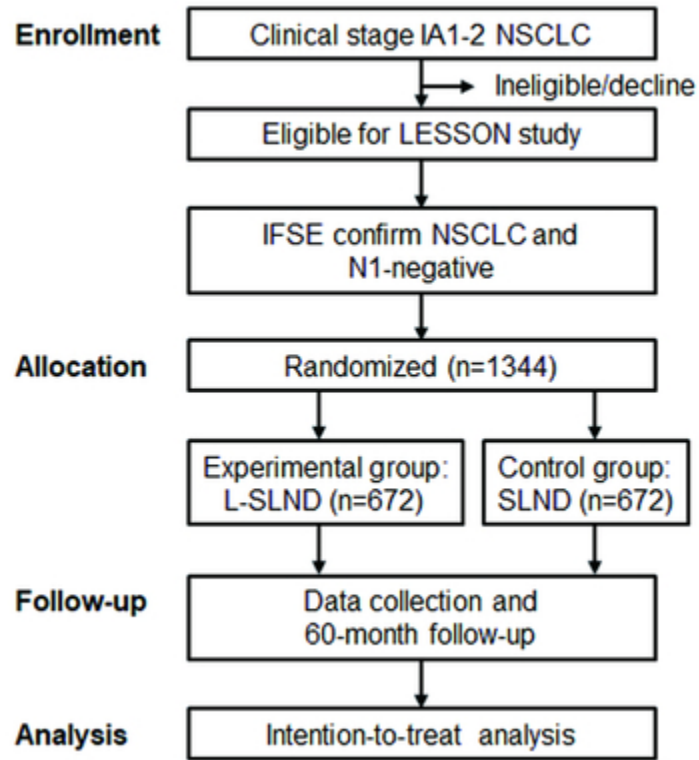 Enrollment
Clinical stage IA1-2 NSCLC
Ineligible/decline
Eligible for LESSON study
IFSE confirm NSCLC and
N1-negative
Allocation
Randomized (n=1344)
Experimental group:
L-SLND (n=672)
Control group:
SLND (n=672)
Follow-up
Data collection and
60-month follow-up
Analysis
Intention-to-treat analysis